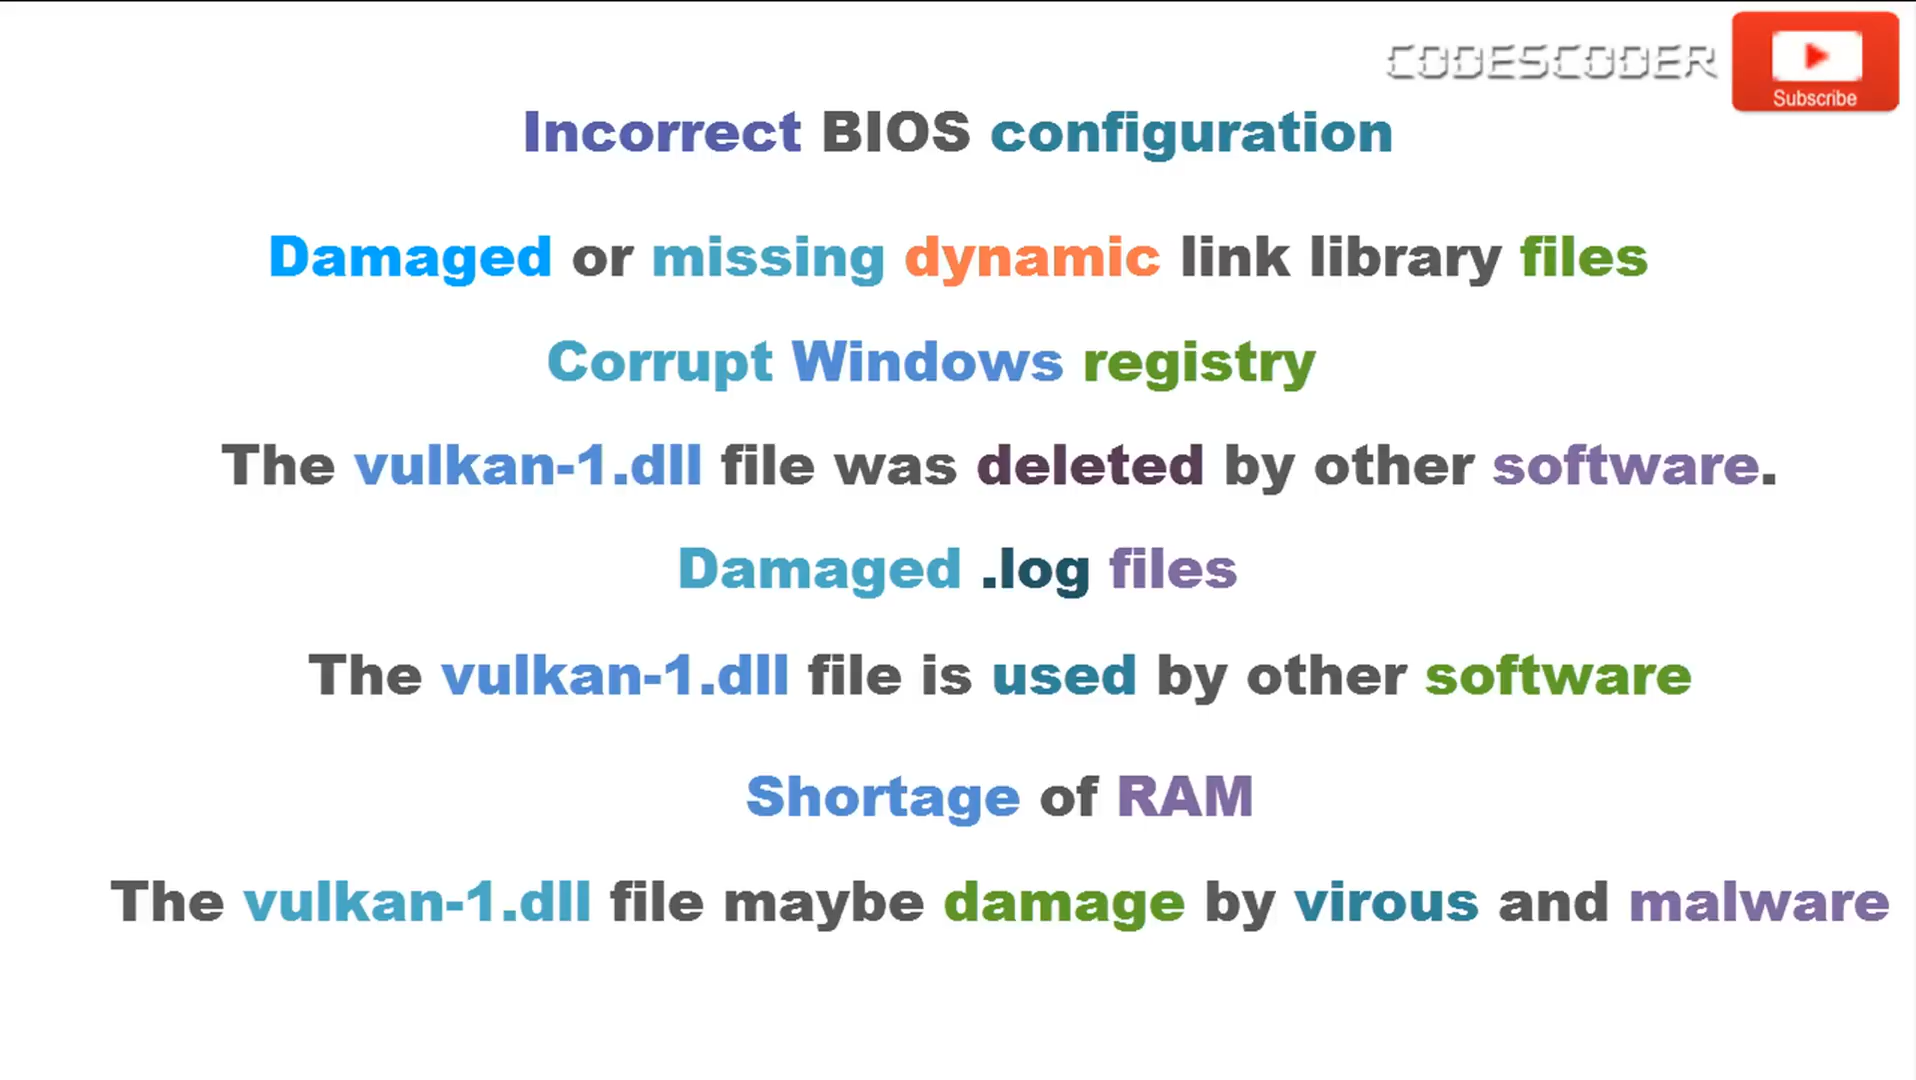 CODESCODER
Subscribe
Incorrect BIOS configuration
Damaged or missing dynamic link library files
Corrupt Windows registry
The vulkan-1.dll file was deleted by other software.
Damaged .log files
The vulkan-1.dll file is used by other software
Shortage of RAM
The vulkan-1.dll file maybe damage by virous and malware